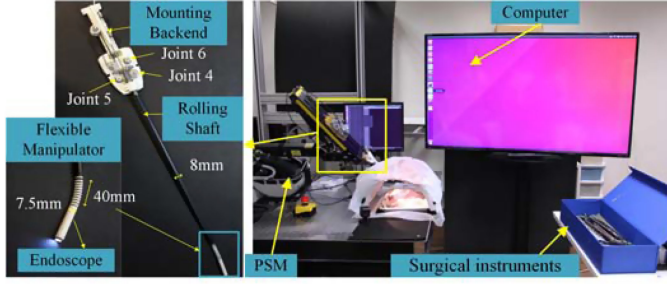 Mounting
Backend
Joint 6
Joint 5
Joint 4
Rolling
Shaft
Flexible
Manipulator
8mm
7.5mm
40mm
Endoscope
Computer
PSM
Surgical instruments